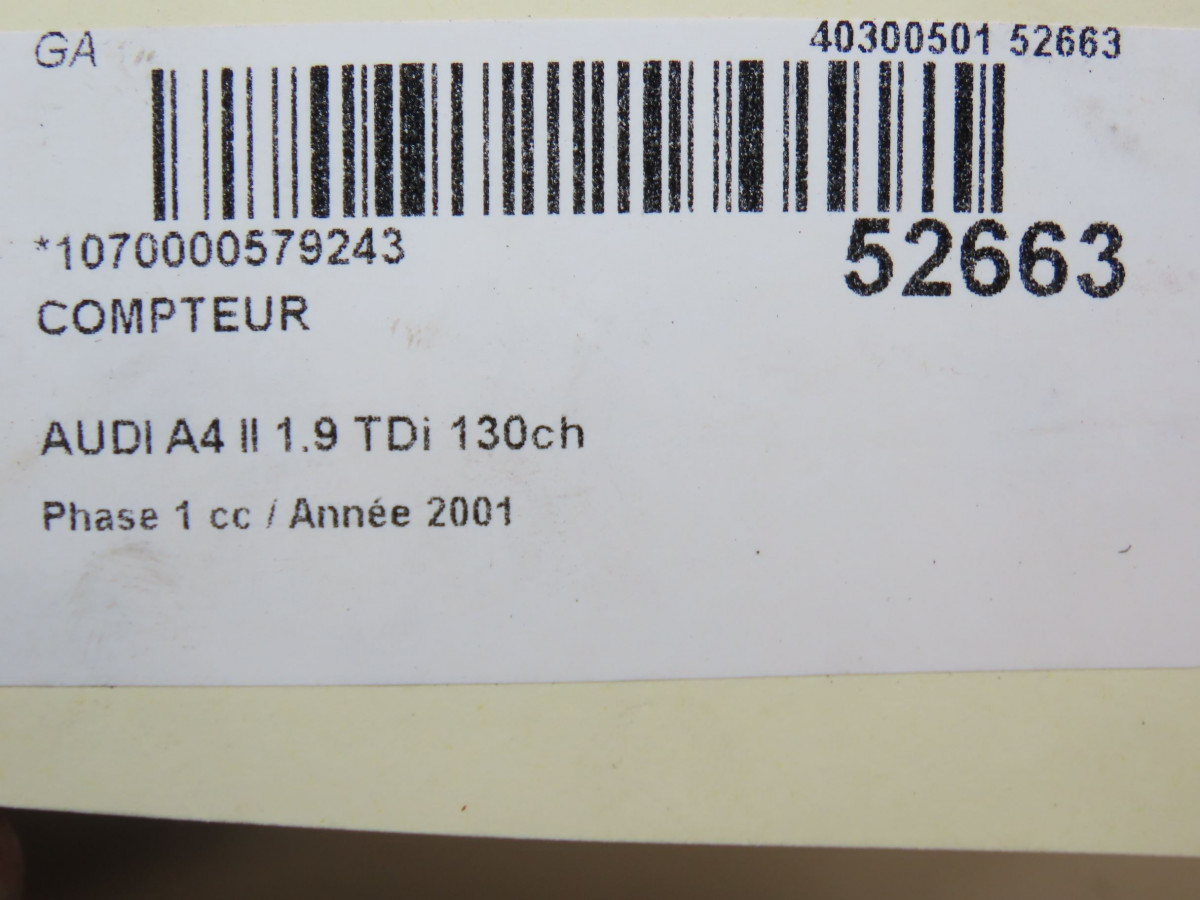 GA
40300501 52663
*1070000579243
52663
COMPTEUR
AUDI A4 II 1.9 TDi 130ch
Phase 1 cc / Année 2001